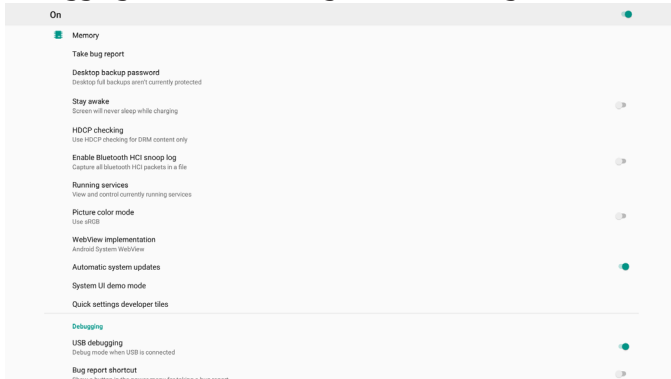 On
Memory
Take bug report
Desktop backup password
Desktop full backups aren't currently protected
Stay awake
Screen will never sleep while charging
HDCP checking
Use HDCP checking for DRM content only
Enable Bluetooth HCI snoop log
Capture all bluetooth HCI packets in a file
Running services
View and control currently running services
Picture color mode
Use sRGB
WebView implementation
Android System WebView
Automatic system updates
System UI demo mode
Quick settings developer tiles
Debugging
USB debugging
Debug mode when USB is connected
Bug report shortcut